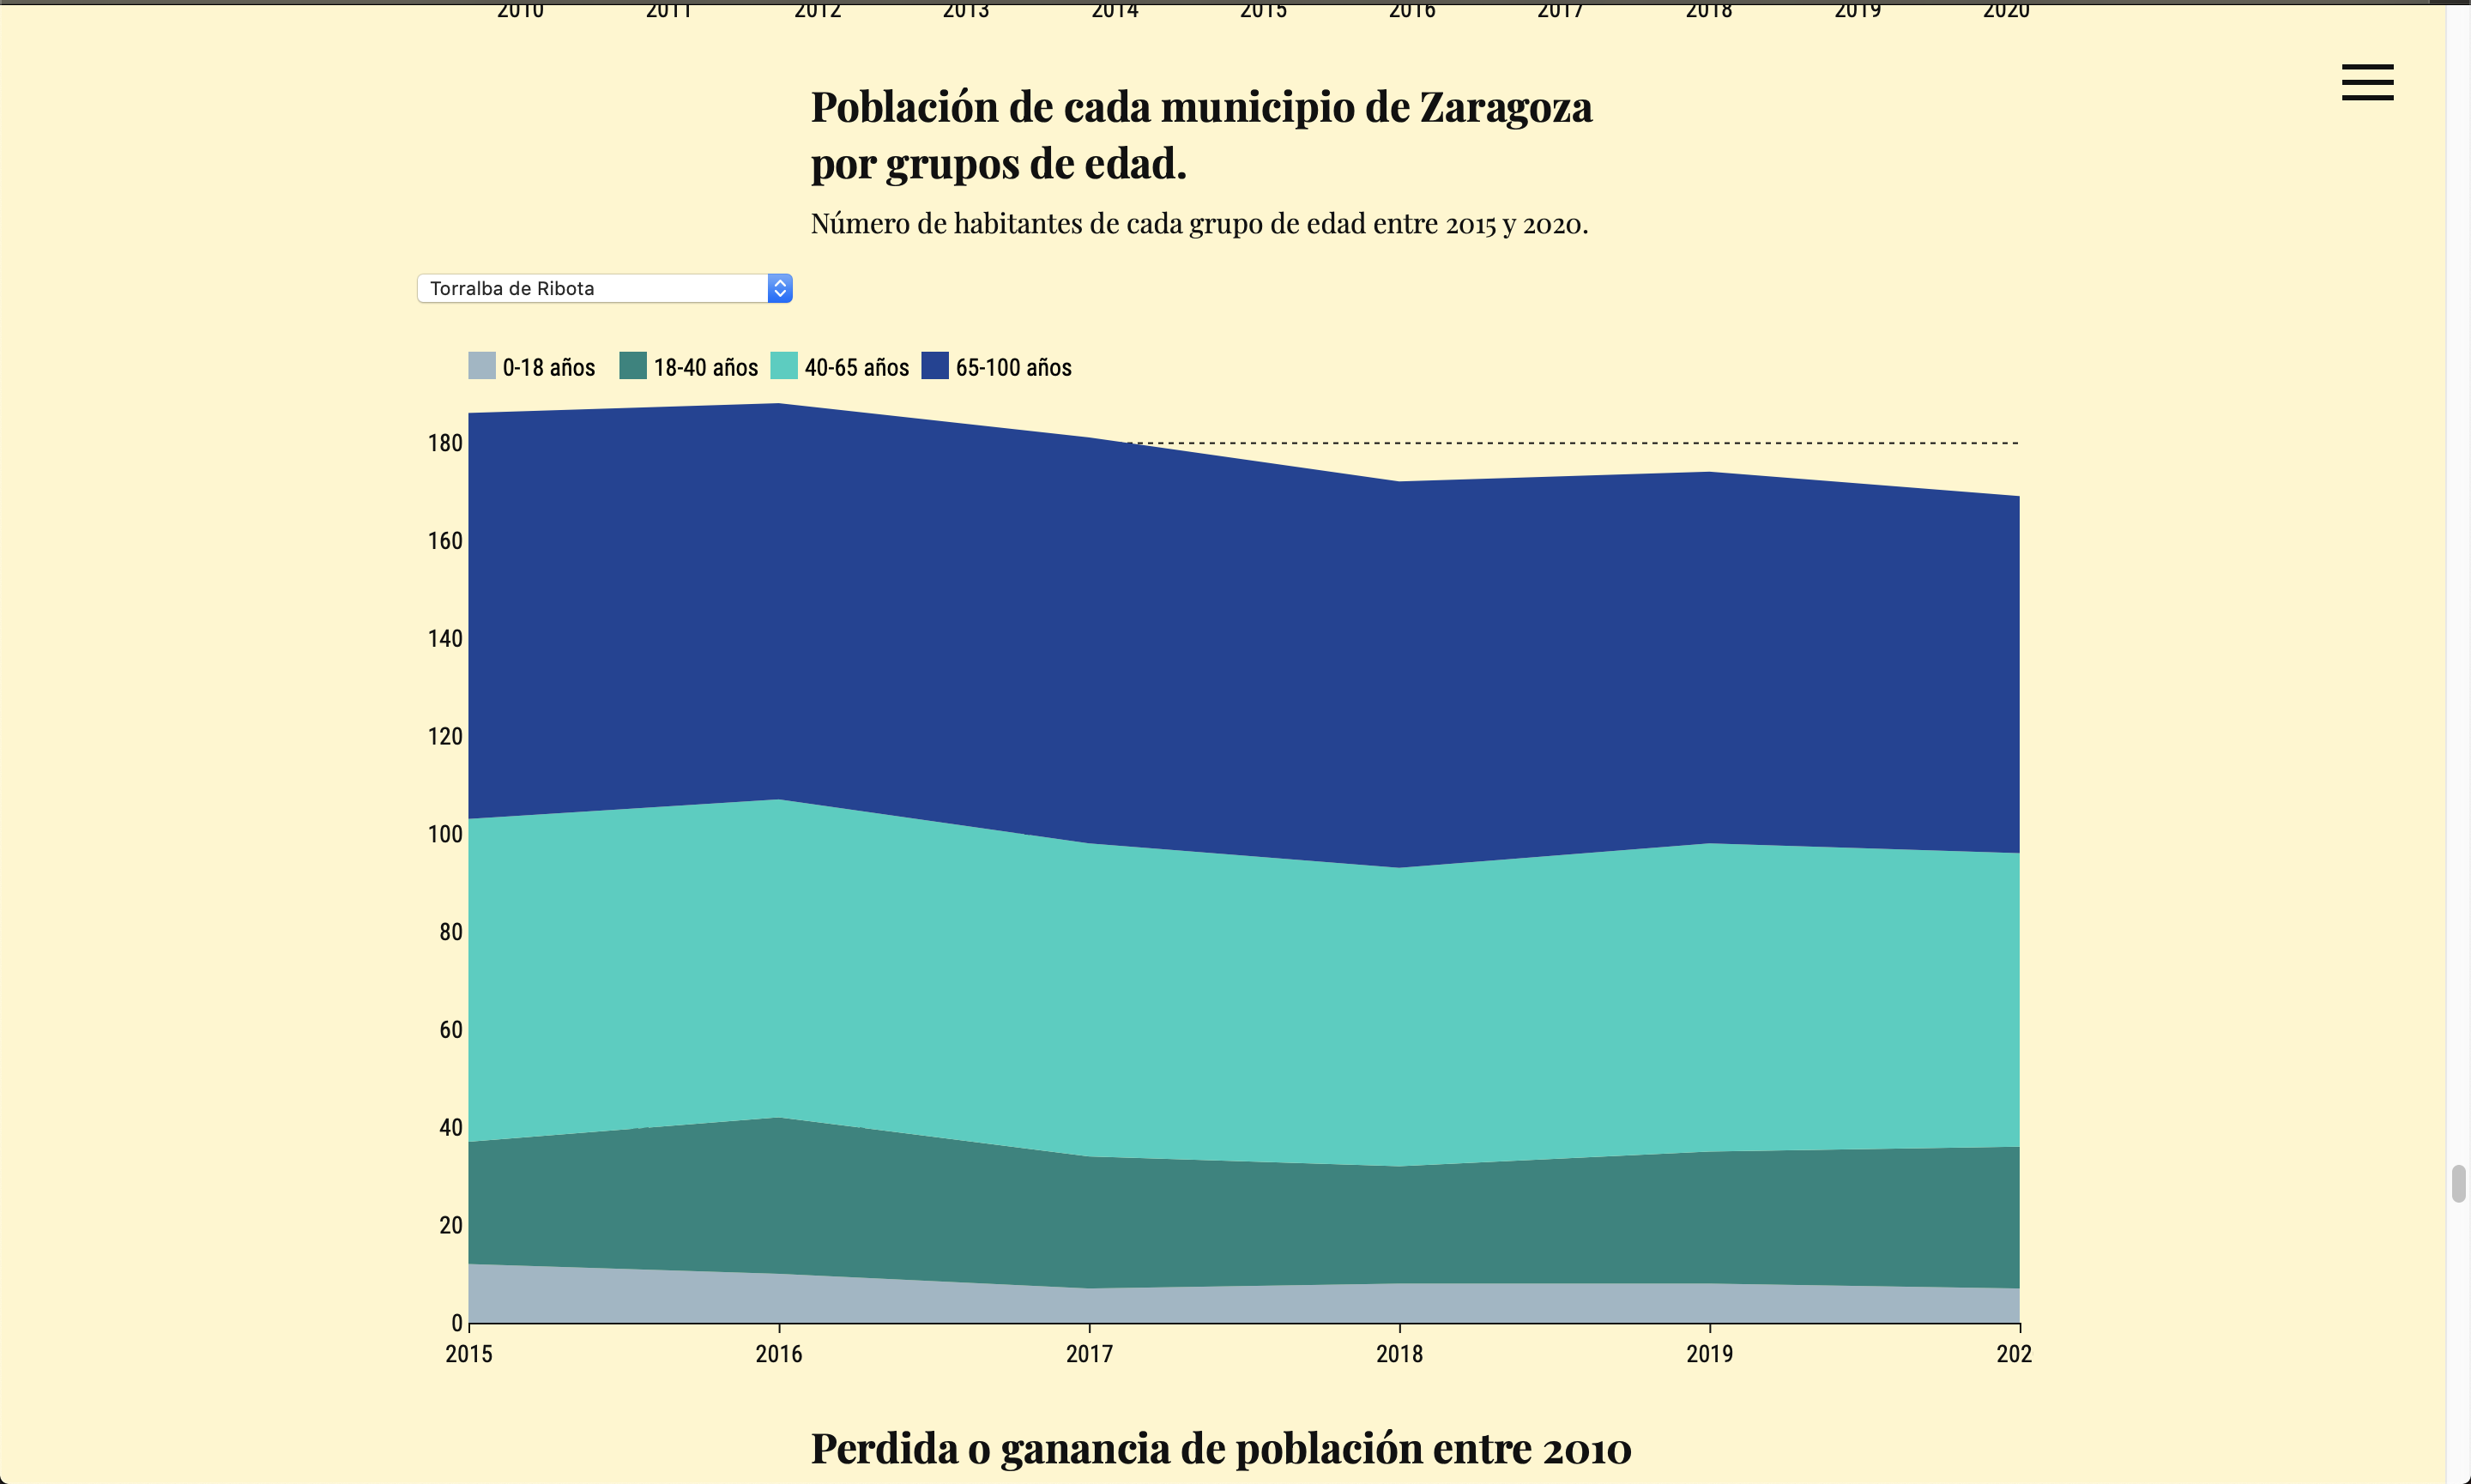 2010 2011 2012 2013 2014 2015 2016 2017 2018 2019 2020
Población de cada municipio de Zaragoza
por grupos de edad.
Número de habitantes de cada grupo de edad entre 2015 y 2020.
Torralba de Ribota
0-18 años 18-40 años 40-65 años 65-100 años
180
160
140
120
100
80
60
40
20
0
2015 2016 2017 2018 2019 202
Perdida o ganancia de población entre 2010